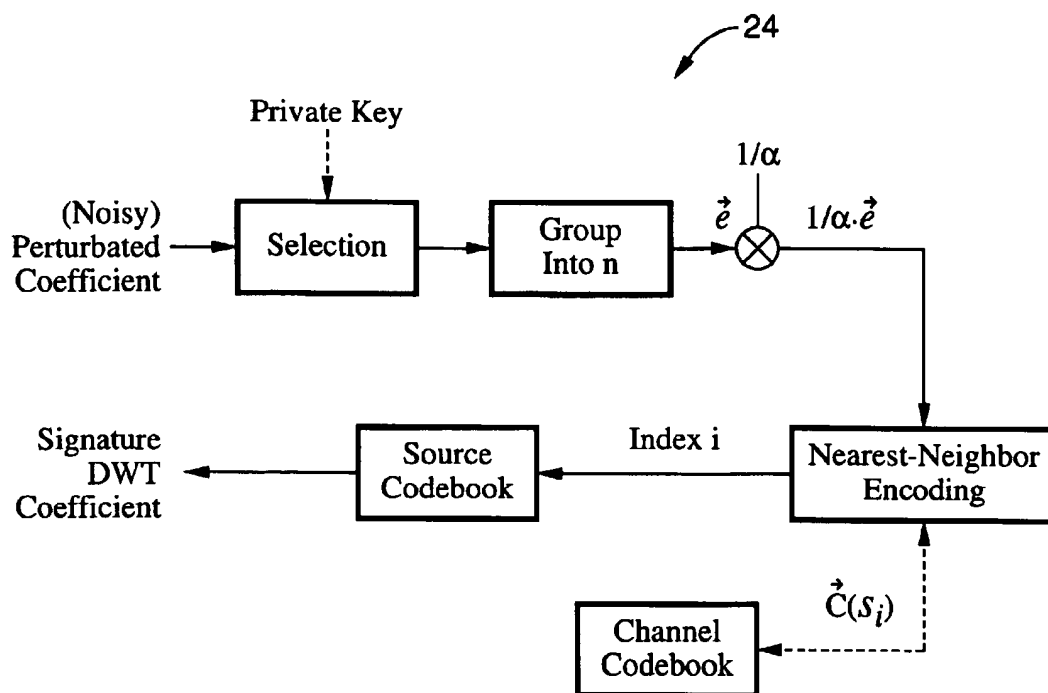 24
Private Key
1/α
(Noisy)
Perturbated
Coefficient
Selection
Group
Into n
e⃗
1/α·e⃗
Signature
DWT
Coefficient
Source
Codebook
Index i
Nearest-Neighbor
Encoding
C⃗(Sᵢ)
Channel
Codebook